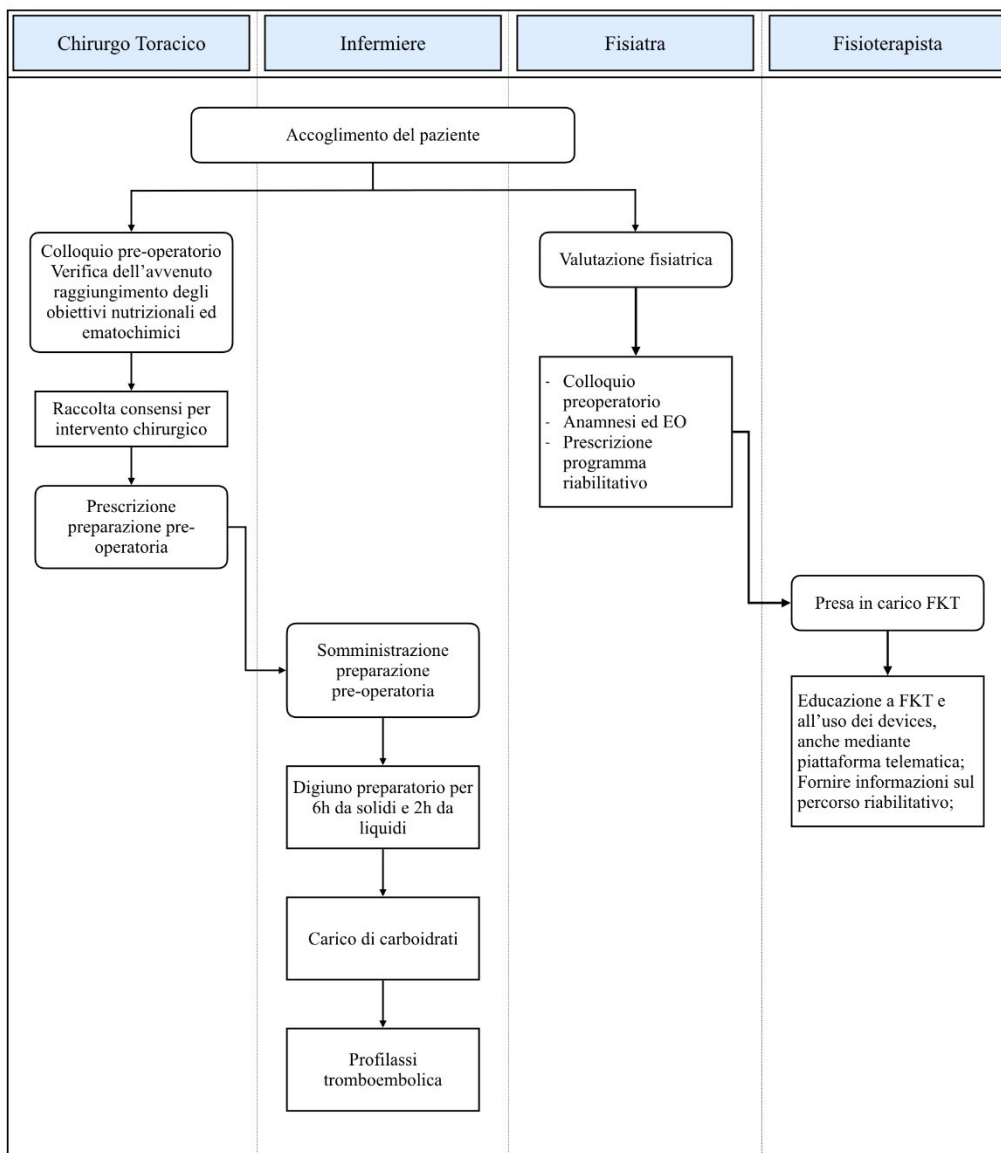 Chirurgo Toracico
Infermiere
Fisiatra
Fisioterapista
Accoglimento del paziente
Colloquio pre-operatorio
Verifica dell'avvenuto
raggiungimento degli
obiettivi nutrizionali ed
ematochimici
Raccolta consensi per
intervento chirurgico
Prescrizione
preparazione pre-
operatoria
Somministrazione
preparazione
pre-operatoria
Digiuno preparatorio per
6h da solidi e 2h da
liquidi
Carico di carboidrati
Profilassi
tromboembolica
Valutazione fisiatrica
- Colloquio
preoperatorio
- Anamnesi ed EO
- Prescrizione
programma
riabilitativo
Presa in carico FKT
Educazione a FKT e
all'uso dei devices,
anche mediante
piattaforma telematica;
Fornire informazioni sul
percorso riabilitativo;